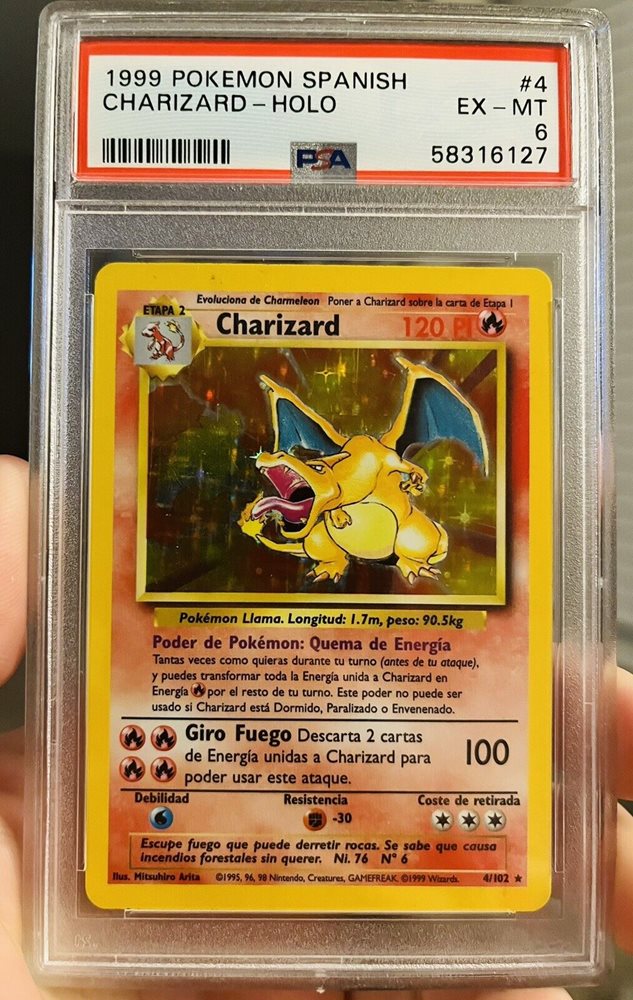 1999 POKEMON SPANISH #4
CHARIZARD – HOLO EX – MT
6
PSA 58316127
Evoluciona de Charmeleon Poner a Charizard sobre la carta de Etapa 1
ETAPA 2
Charizard 120 PI
Pokémon Llama. Longitud: 1.7m, peso: 90.5kg
Poder de Pokémon: Quema de Energía
Tantas veces como quieras durante tu turno (antes de tu ataque),
y puedes transformar toda la Energía unida a Charizard en
Energía por el resto de tu turno. Este poder no puede ser
usado si Charizard está Dormido, Paralizado o Envenenado.
Giro Fuego Descarta 2 cartas
de Energía unidas a Charizard para 100
poder usar este ataque.
Debilidad Resistencia Coste de retirada
-30
Escupe fuego que puede derretir rocas. Se sabe que causa
incendios forestales sin querer. Ni. 76 Nº 6
Ilus. Mitsuhiro Arita ©1995, 96, 98 Nintendo, Creatures, GAMEFREAK. ©1999 Wizards. 4/102 ★